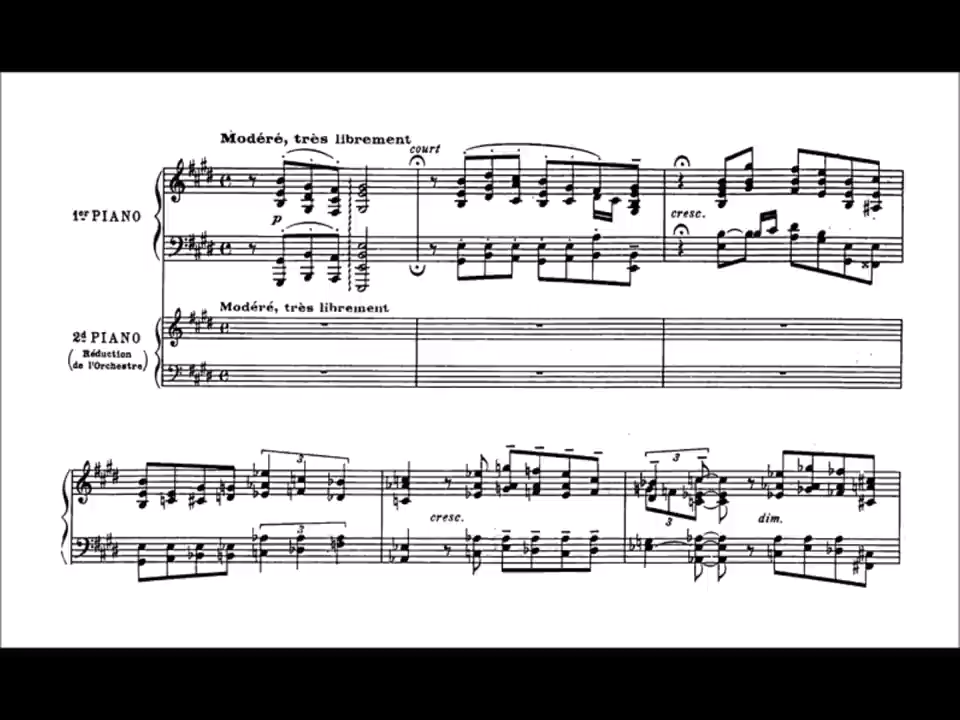 Modéré, très librement
court
1er PIANO
p
cresc.
Modéré, très librement
2d PIANO
(Réduction
de l'Orchestre)
3
3
cresc.
3
3
dim.